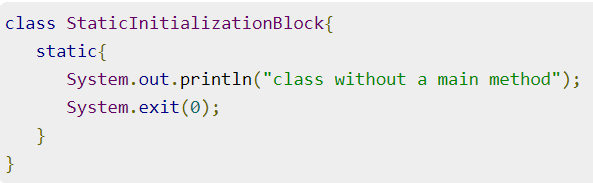 class StaticInitializationBlock{
   static{
      System.out.println("class without a main method");
      System.exit(0);
   }
}